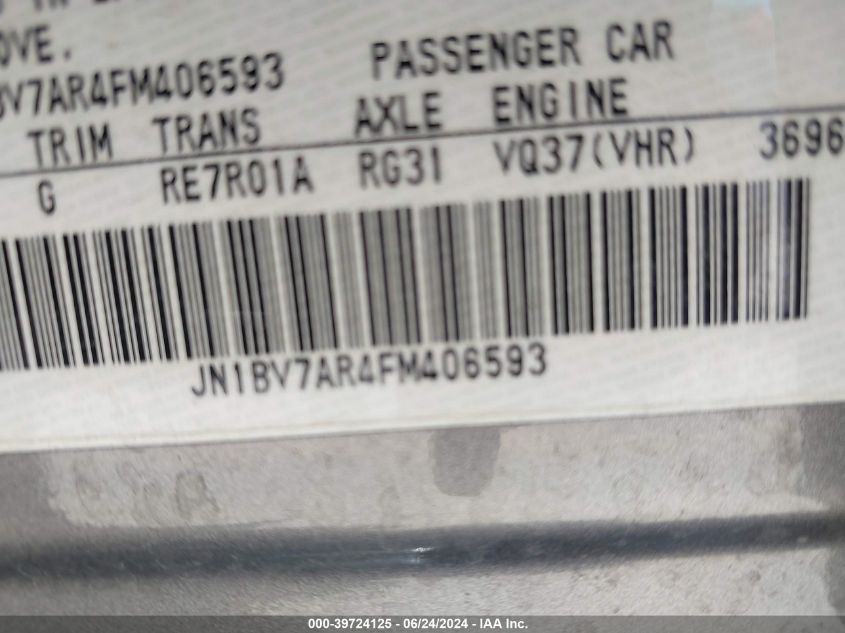 OVE.
BV7AR4FM406593 PASSENGER CAR
TRIM TRANS AXLE ENGINE
G RE7R01A RG31 VQ37(VHR) 3696
JN1BV7AR4FM406593
000-39724125 - 06/24/2024 - IAA Inc.